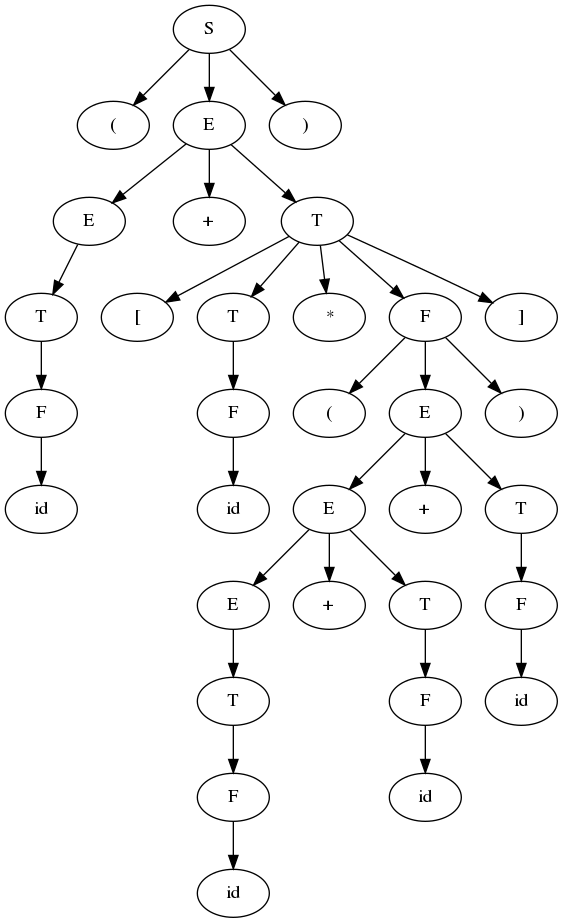 S
( E )
E + T
T [ T * F ]
F F ( E )
id id E + T
E + T F
T F id
F id
id